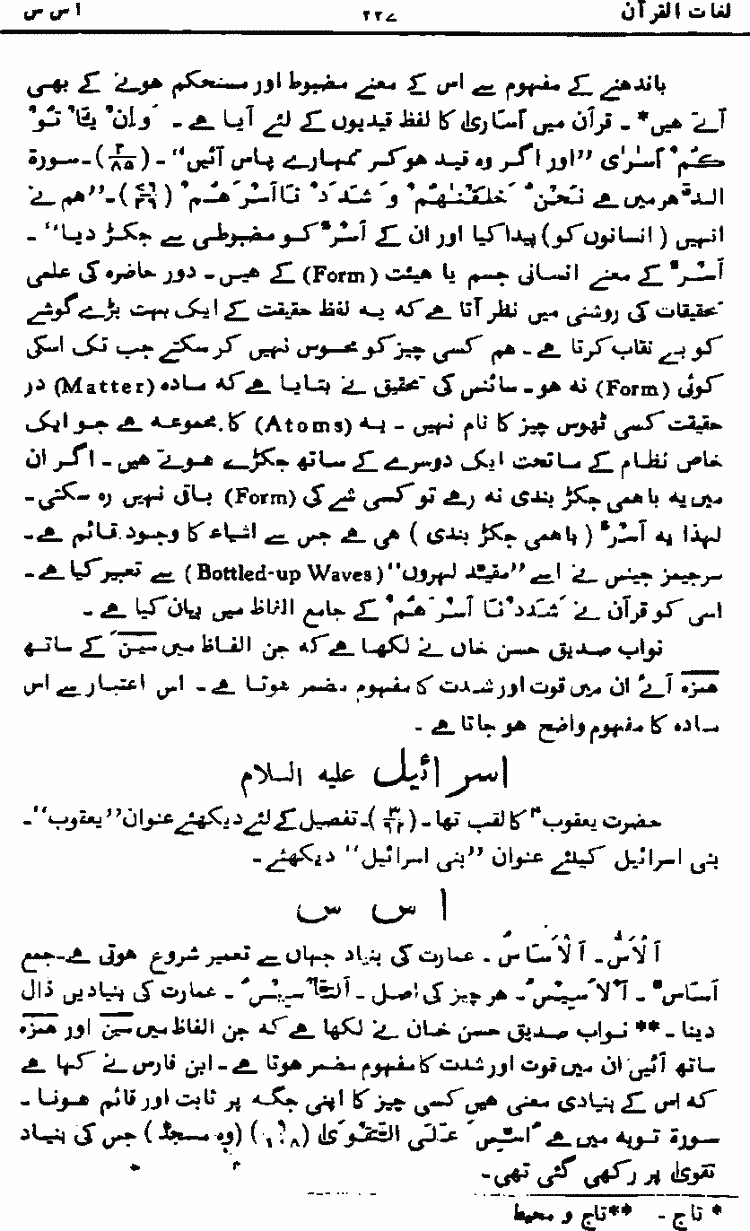 لغات القرآن ۲۲۷ ا س س
باندھنے کے مفہوم سے اس کے معنے مضبوط اور مستحکم ہونے کے بھی
آتے ہیں*۔ قرآن میں اَسَاریٰ کا لفظ قیدیوں کے لئے آیا ہے۔ وَ اِنْ یَّاْ تُوْ
کُمْ اُسٰرٰی ”اور اگر وہ قید ہو کر تمہارے پاس آئیں“۔ (۲/۸۵)۔ سورۃ
الدّھر میں ہے نَحْنُ خَلَقْنٰہُمْ وَ شَدَدْ نَا اَسْرَ ہُمْ (۷۶/۲۹)۔ ”ہم نے
انہیں (انسانوں کو) پیدا کیا اور ان کے اَسْرٌ کو مضبوطی سے جکڑ دیا“۔
اَسْرٌ کے معنے انسانی جسم یا ھیئت (Form) کے ہیں۔ دور حاضرہ کی علمی
تحقیقات کی روشنی میں نظر آتا ہے کہ یہ لفظ حقیقت کے ایک بہت بڑے گوشے
کو بے نقاب کرتا ہے۔ ہم کسی چیز کو محسوس نہیں کر سکتے جب تک اسکی
کوئی (Form) نہ ہو۔ سائنس کی تحقیق نے بتایا ہے کہ مادہ (Matter) در
حقیقت کسی ٹھوس چیز کا نام نہیں۔ یہ (Atoms) کا مجموعہ ہے جو ایک
خاص نظام کے ماتحت ایک دوسرے کے ساتھ جکڑے ہوتے ہیں۔ اگر ان
میں یہ باہمی جکڑ بندی نہ رہے تو کسی شے کی (Form) باقی نہیں رہ سکتی۔
لہذا یہ اَسْرٌ (باہمی جکڑ بندی) ہی ہے جس سے اشیاء کا وجود قائم ہے۔
سرجیمز جینس نے اسے ”مقیّد لہروں“ (Bottled-up Waves) سے تعبیر کیا ہے۔
اسی کو قرآن نے شَدَدْ نَا اَسْرَ ہُمْ کے جامع الفاظ میں بیان کیا ہے۔
نواب صدیق حسن خاں نے لکھا ہے کہ جن الفاظ میں سین کے ساتھ
ہمزہ آئے ان میں قوت اور شدت کا مفہوم مضمر ہوتا ہے۔ اس اعتبار سے اس
مادہ کا مفہوم واضح ہو جاتا ہے۔
اسرائیل علیہ السلام
حضرت یعقوبؑ کا لقب تھا۔ (۳/۹۲)۔ تفصیل کے لئے دیکھئے عنوان ”یعقوب“۔
بنی اسرائیل کیلئے عنوان ”بنی اسرائیل“ دیکھئے۔
ا س س
اَلْاُسُّ۔ اَلْاَسَاسُ۔ عمارت کی بنیاد جہاں سے تعمیر شروع ہوتی ہے۔ جمع
اِسَاسٌ۔ اَلْاَسِیْسُ۔ ہر چیز کی اصل۔ اَلتَّاْسِیْسُ۔ عمارت کی بنیادیں ڈال
دینا۔ ** نواب صدیق حسن خان نے لکھا ہے کہ جن الفاظ میں سین اور ہمزہ
ساتھ آئیں ان میں قوت اور شدت کا مفہوم مضمر ہوتا ہے۔ ابن فارس نے کہا ہے
کہ اس کے بنیادی معنی ہیں کسی چیز کا اپنی جگہ پر ثابت اور قائم ہونا۔
سورۃ توبہ میں ہے اُسِّسَ عَلَی التَّقْوٰی (۹/۱۰۸) (وہ مسجد) جس کی بنیاد
تقویٰ پر رکھی گئی تھی۔
* تاج۔ **تاج و محیط